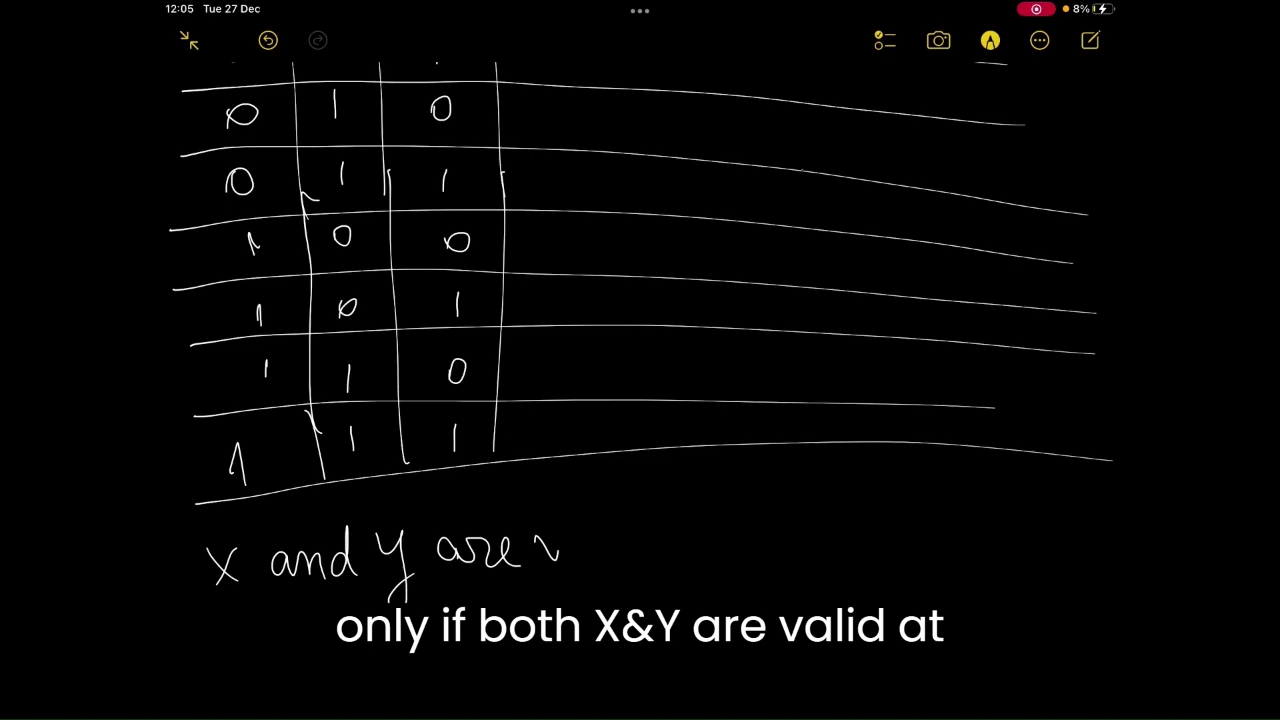 12:05 Tue 27 Dec
8%
0 1 0
0 1 1
1 0 0
1 0 1
1 1 0
1 1 1
x and y are
only if both X&Y are valid at